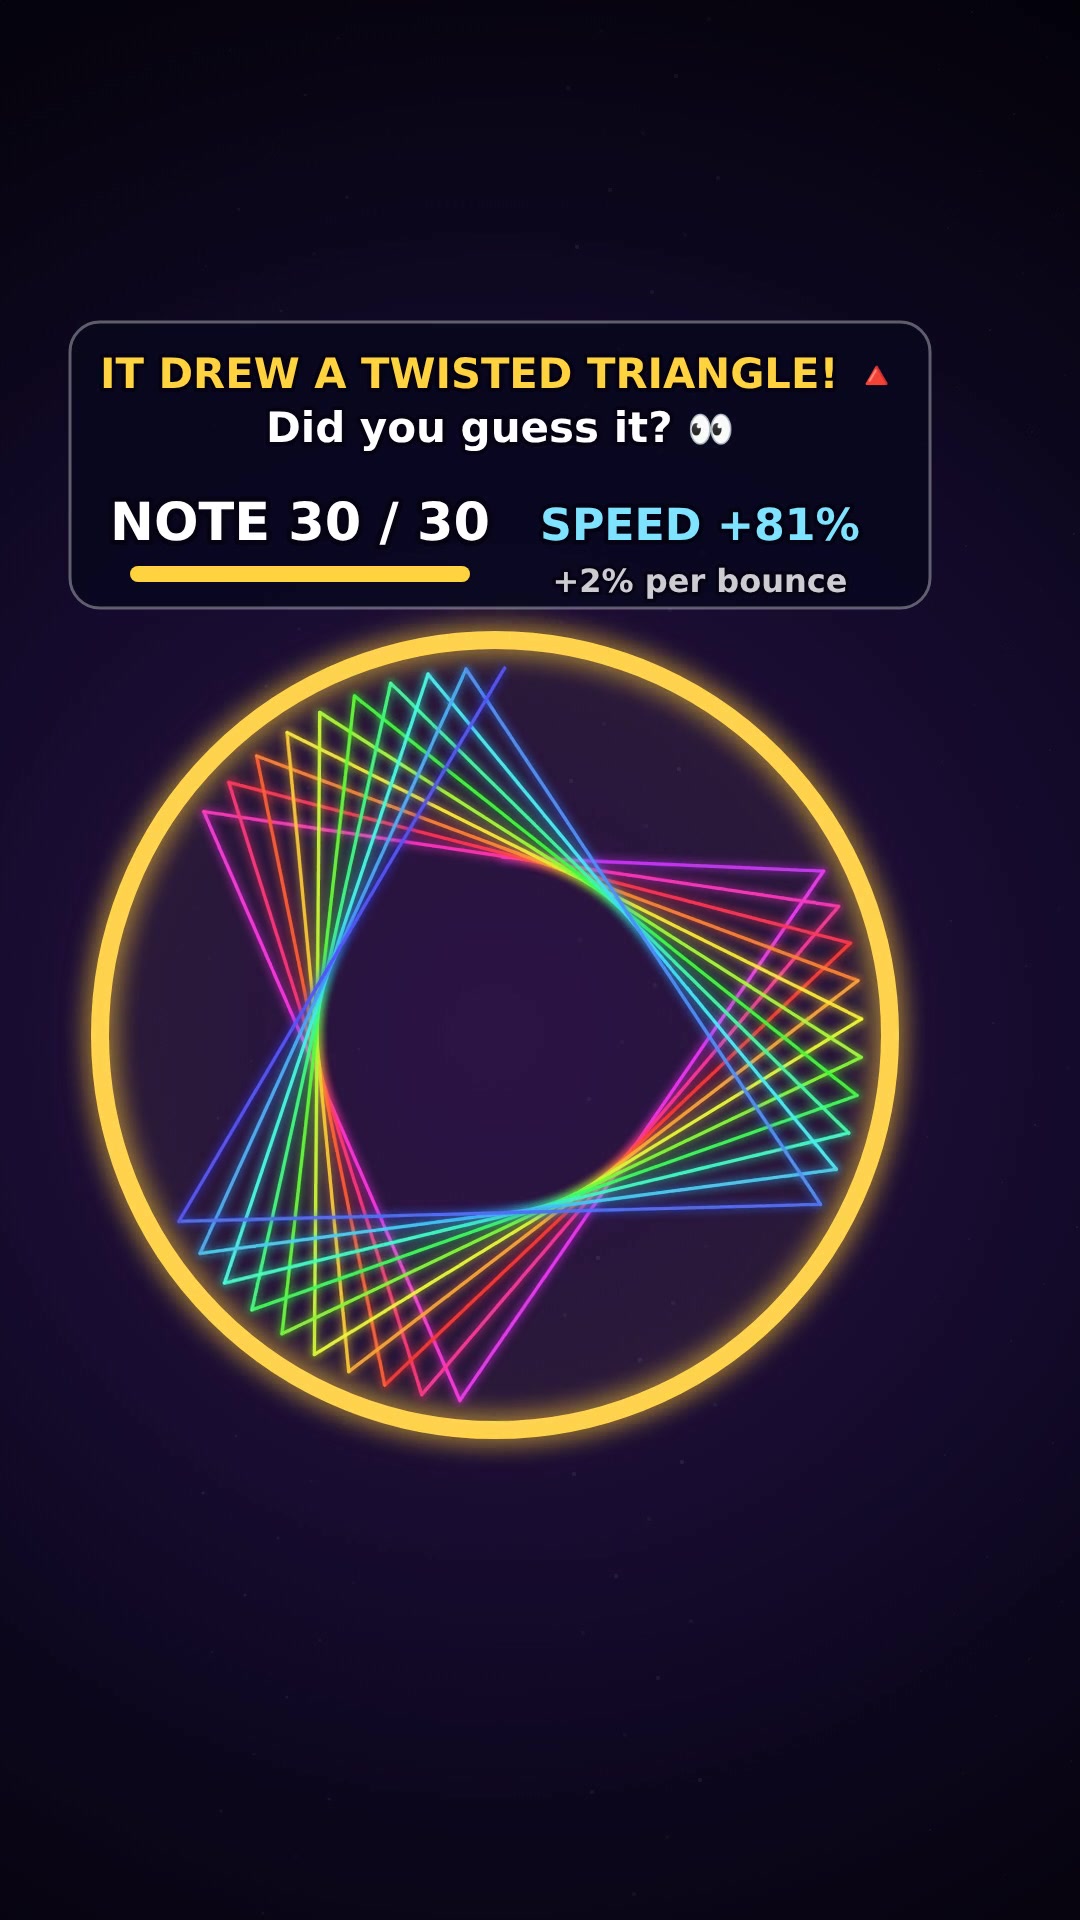 IT DREW A TWISTED TRIANGLE! 🔺
Did you guess it? 👀
NOTE 30 / 30
SPEED +81%
+2% per bounce